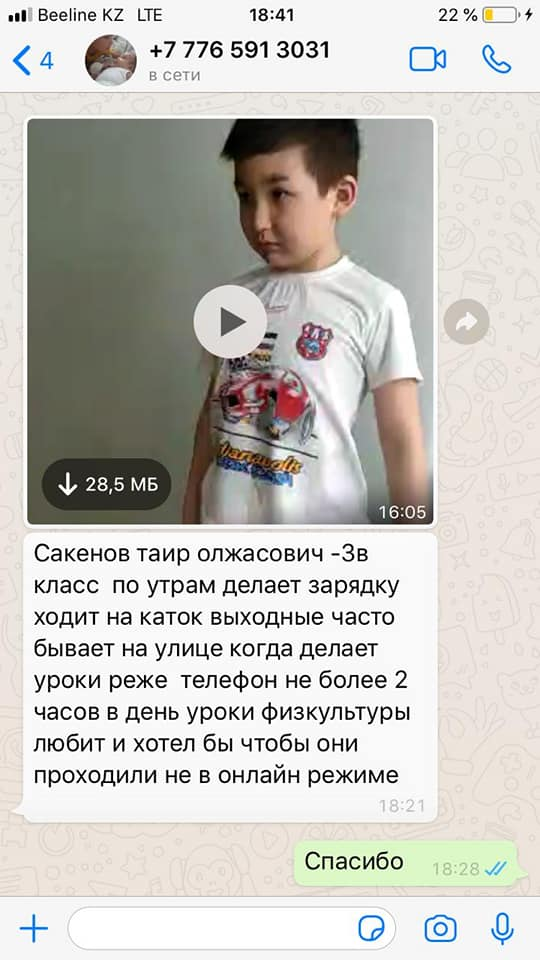 Beeline KZ LTE 18:41 22 %
4 +7 776 591 3031
в сети
28,5 МБ
16:05
Сакенов таир олжасович -3в
класс по утрам делает зарядку
ходит на каток выходные часто
бывает на улице когда делает
уроки реже телефон не более 2
часов в день уроки физкультуры
любит и хотел бы чтобы они
проходили не в онлайн режиме
18:21
Спасибо 18:28